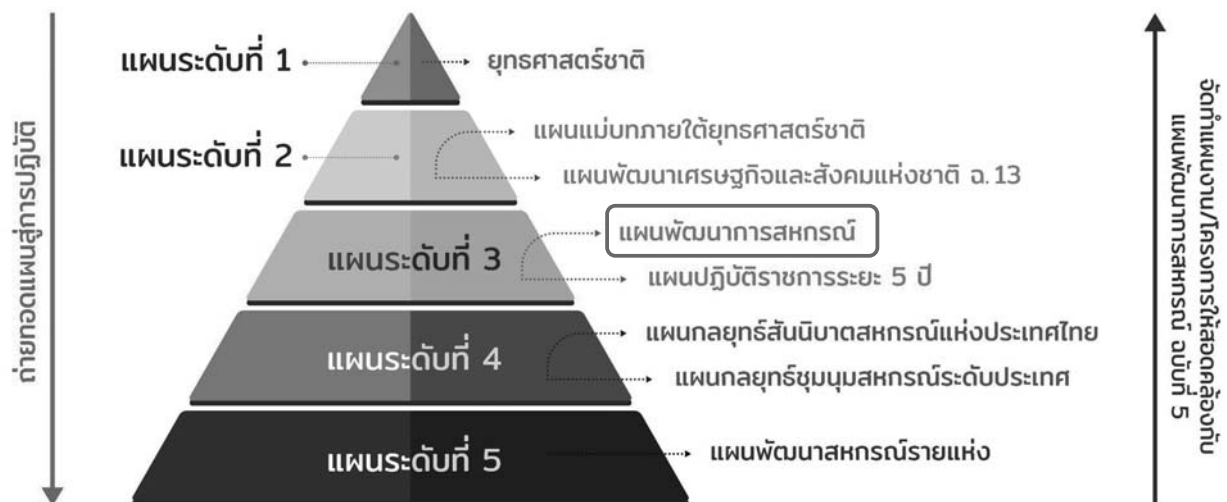 แผนระดับที่ 1
ยุทธศาสตร์ชาติ
แผนระดับที่ 2
แผนแม่บทภายใต้ยุทธศาสตร์ชาติ
แผนพัฒนาเศรษฐกิจและสังคมแห่งชาติ ฉ.13
แผนระดับที่ 3
แผนพัฒนาการสหกรณ์
แผนปฏิบัติราชการระยะ 5 ปี
แผนระดับที่ 4
แผนกลยุทธ์สันนิบาตสหกรณ์แห่งประเทศไทย
แผนกลยุทธ์ชุมนุมสหกรณ์ระดับประเทศ
แผนระดับที่ 5
แผนพัฒนาสหกรณ์รายแห่ง
ถ่ายทอดแผนสู่การปฏิบัติ
จัดทำแผนงาน/โครงการให้สอดคล้องกับ
แผนพัฒนาการสหกรณ์ ฉบับที่ 5